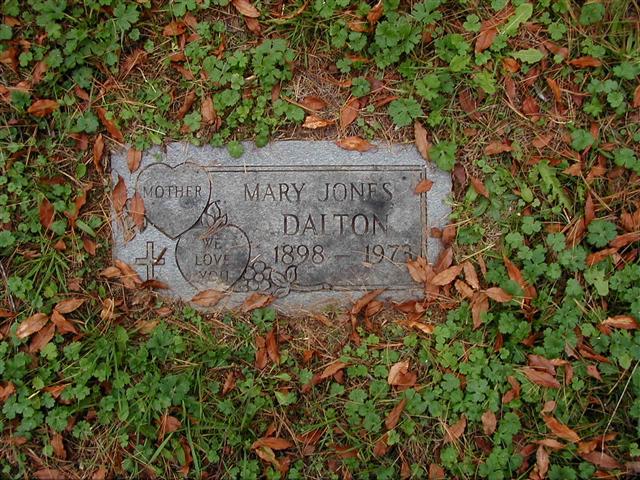 MOTHER
WE
LOVE
YOU
MARY JONES
DALTON
1898 — 1973